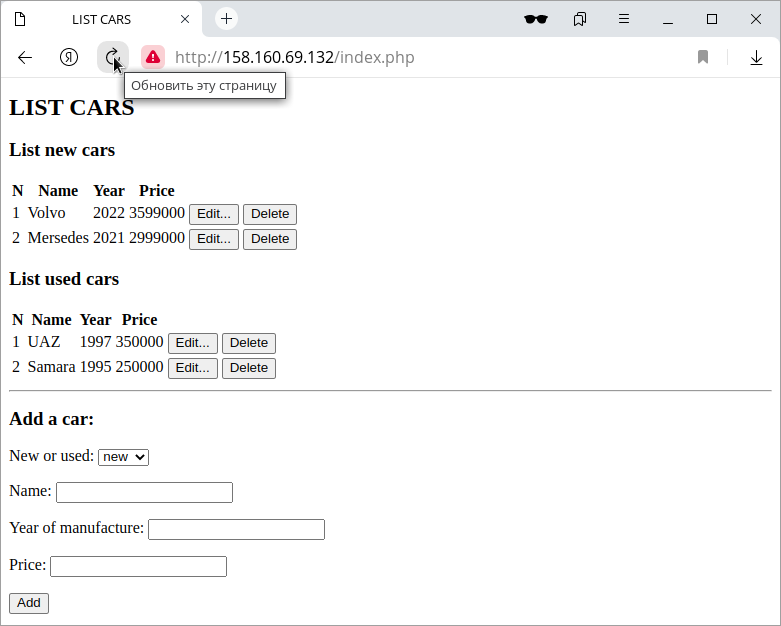 LIST CARS
Я http://158.160.69.132/index.php
Обновить эту страницу
LIST CARS
List new cars
N Name Year Price
1 Volvo 2022 3599000 Edit... Delete
2 Mersedes 2021 2999000 Edit... Delete
List used cars
N Name Year Price
1 UAZ 1997 350000 Edit... Delete
2 Samara 1995 250000 Edit... Delete
Add a car:
New or used: new
Name:
Year of manufacture:
Price:
Add